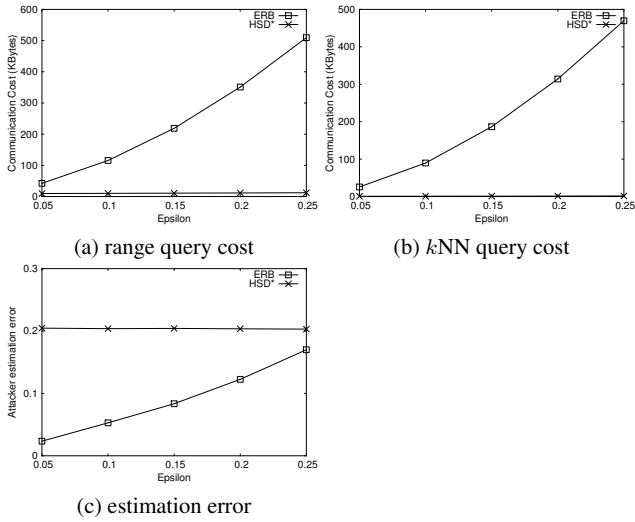 600
500
400
300
200
100
0
0.05 0.1 0.15 0.2 0.25
Communication Cost (KBytes)
Epsilon
ERB
HSD*
(a) range query cost
500
400
300
200
100
0
0.05 0.1 0.15 0.2 0.25
Communication Cost (KBytes)
Epsilon
ERB
HSD*
(b) kNN query cost
0.3
0.2
0.1
0
0.05 0.1 0.15 0.2 0.25
Attacker estimation error
Epsilon
ERB
HSD*
(c) estimation error